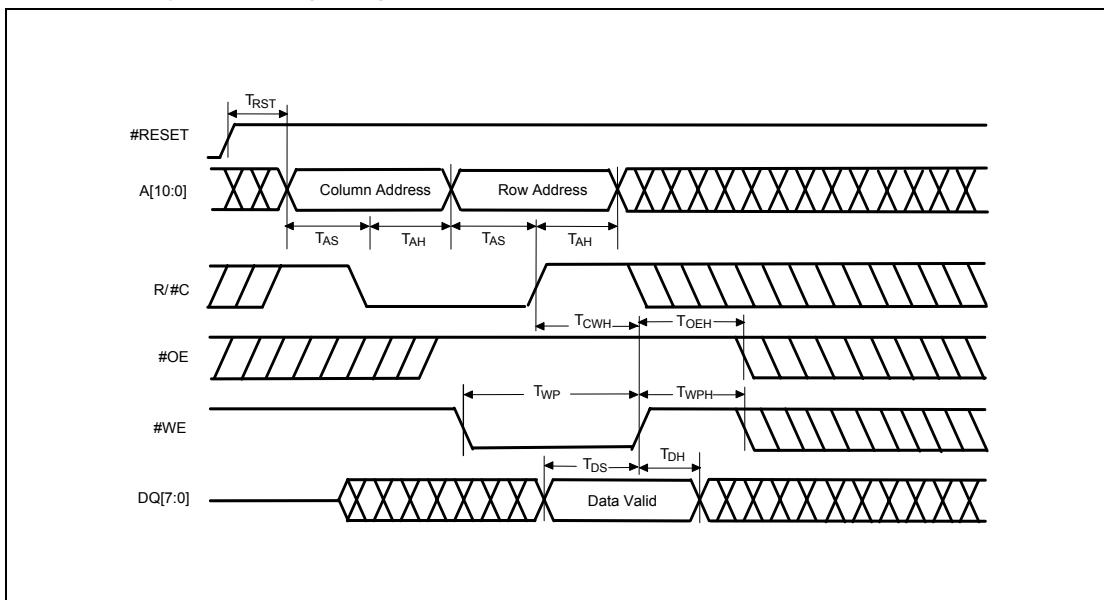 TRST
#RESET
A[10:0]
Column Address
Row Address
TAS
TAH
TAS
TAH
R/#C
TCWH
TOEH
#OE
TWP
TWPH
#WE
TDS
TDH
DQ[7:0]
Data Valid